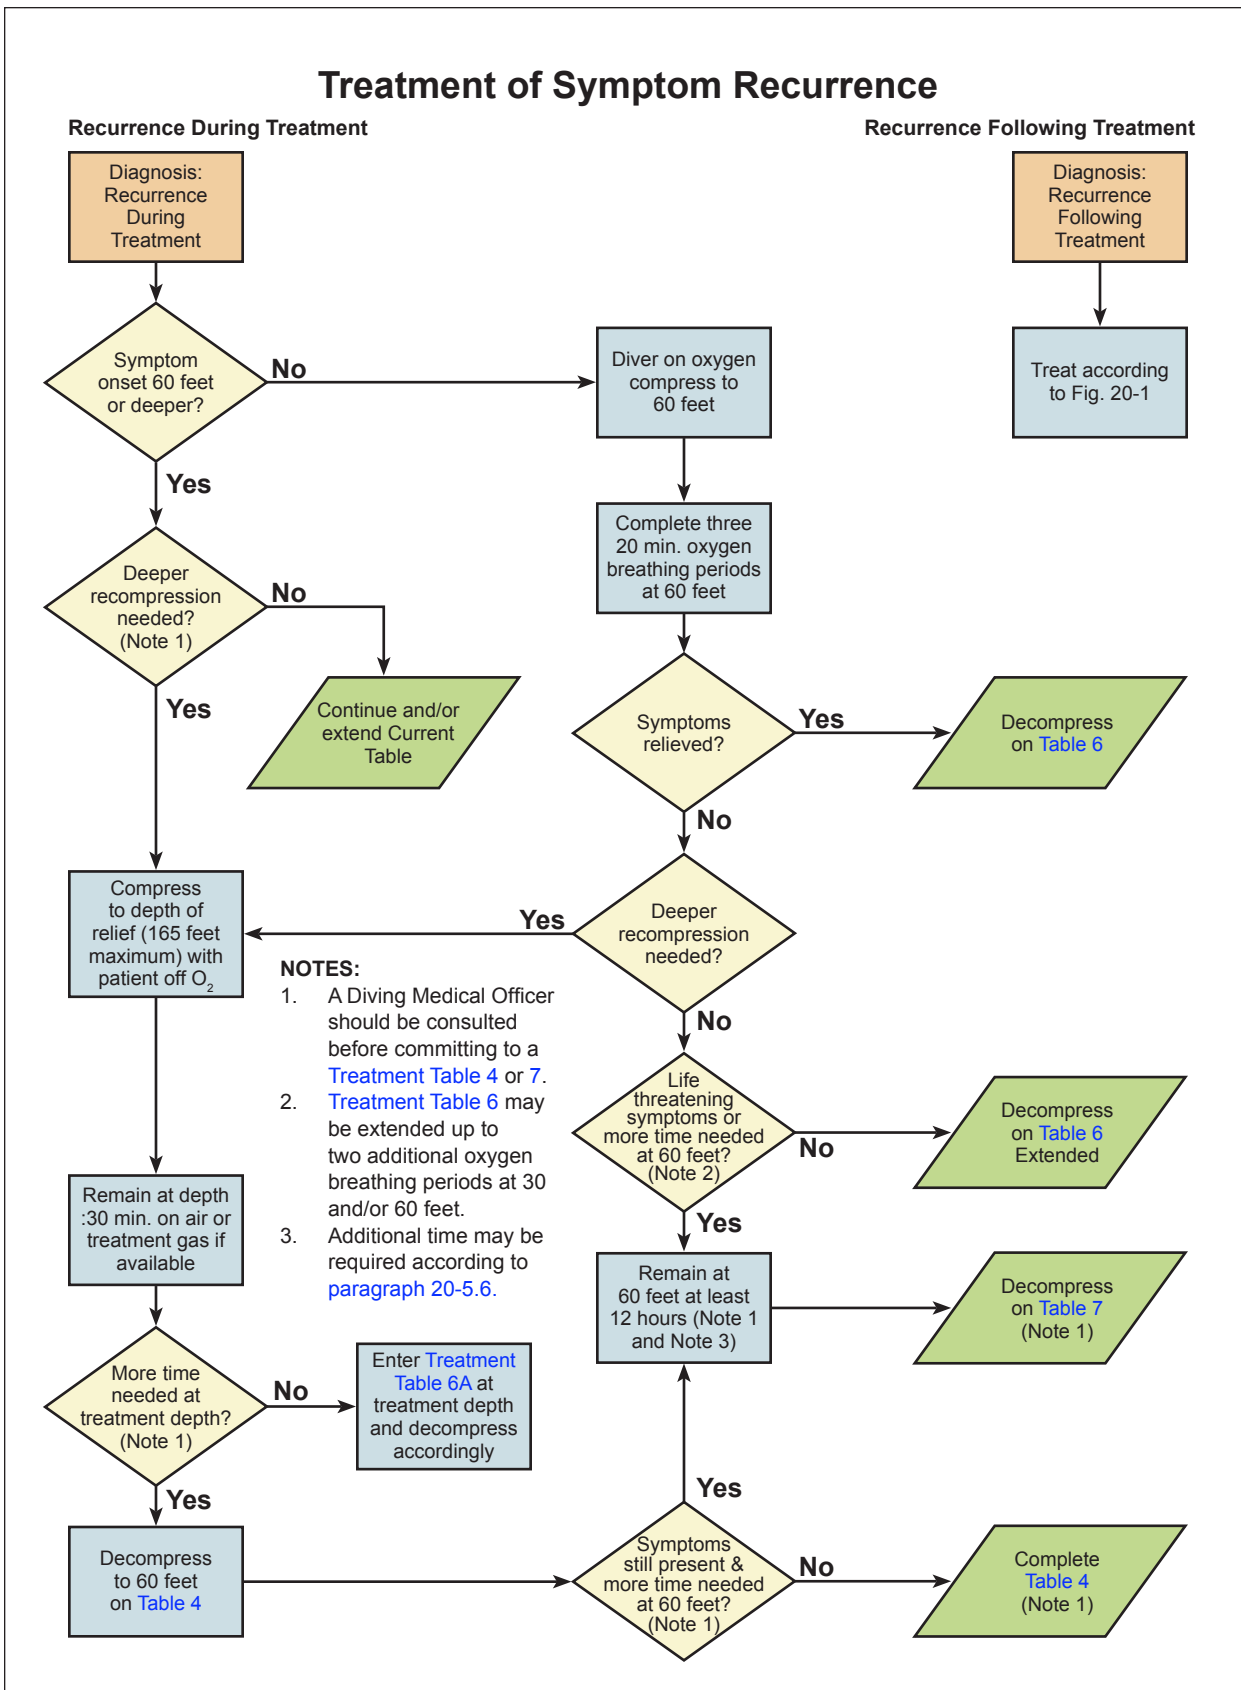 Treatment of Symptom Recurrence
Recurrence During Treatment
Recurrence Following Treatment
Diagnosis:
Recurrence
During
Treatment
Diagnosis:
Recurrence
Following
Treatment
Symptom
onset 60 feet
or deeper?
No
Diver on oxygen
compress to
60 feet
Treat according
to Fig. 20-1
Yes
Complete three
20 min. oxygen
breathing periods
at 60 feet
Deeper
recompression
needed?
(Note 1)
No
Yes
Continue and/or
extend Current
Table
Symptoms
relieved?
Yes
Decompress
on Table 6
No
Compress
to depth of
relief (165 feet
maximum) with
patient off O₂
Yes
Deeper
recompression
needed?
No
NOTES:
1. A Diving Medical Officer
should be consulted
before committing to a
Treatment Table 4 or 7.
2. Treatment Table 6 may
be extended up to
two additional oxygen
breathing periods at 30
and/or 60 feet.
3. Additional time may be
required according to
paragraph 20-5.6.
Life
threatening
symptoms or
more time needed
at 60 feet?
(Note 2)
No
Decompress
on Table 6
Extended
Yes
Remain at depth
:30 min. on air or
treatment gas if
available
Remain at
60 feet at least
12 hours (Note 1
and Note 3)
Decompress
on Table 7
(Note 1)
More time
needed at
treatment depth?
(Note 1)
No
Enter Treatment
Table 6A at
treatment depth
and decompress
accordingly
Yes
Yes
Decompress
to 60 feet
on Table 4
Symptoms
still present &
more time needed
at 60 feet?
(Note 1)
No
Complete
Table 4
(Note 1)